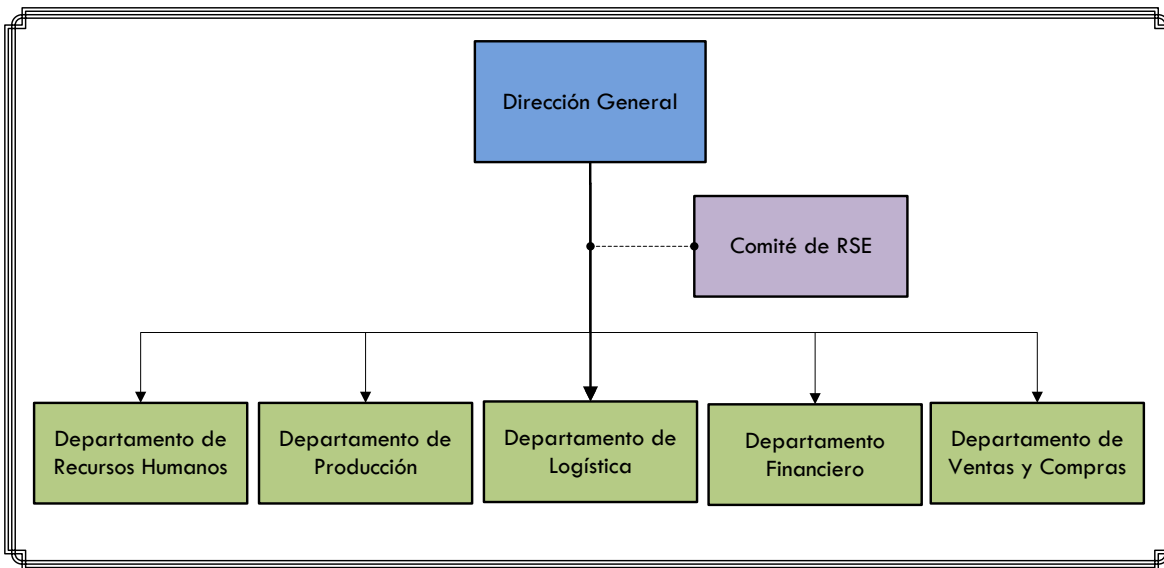 Dirección General
Comité de RSE
Departamento de
Recursos Humanos
Departamento de
Producción
Departamento de
Logística
Departamento
Financiero
Departamento de
Ventas y Compras